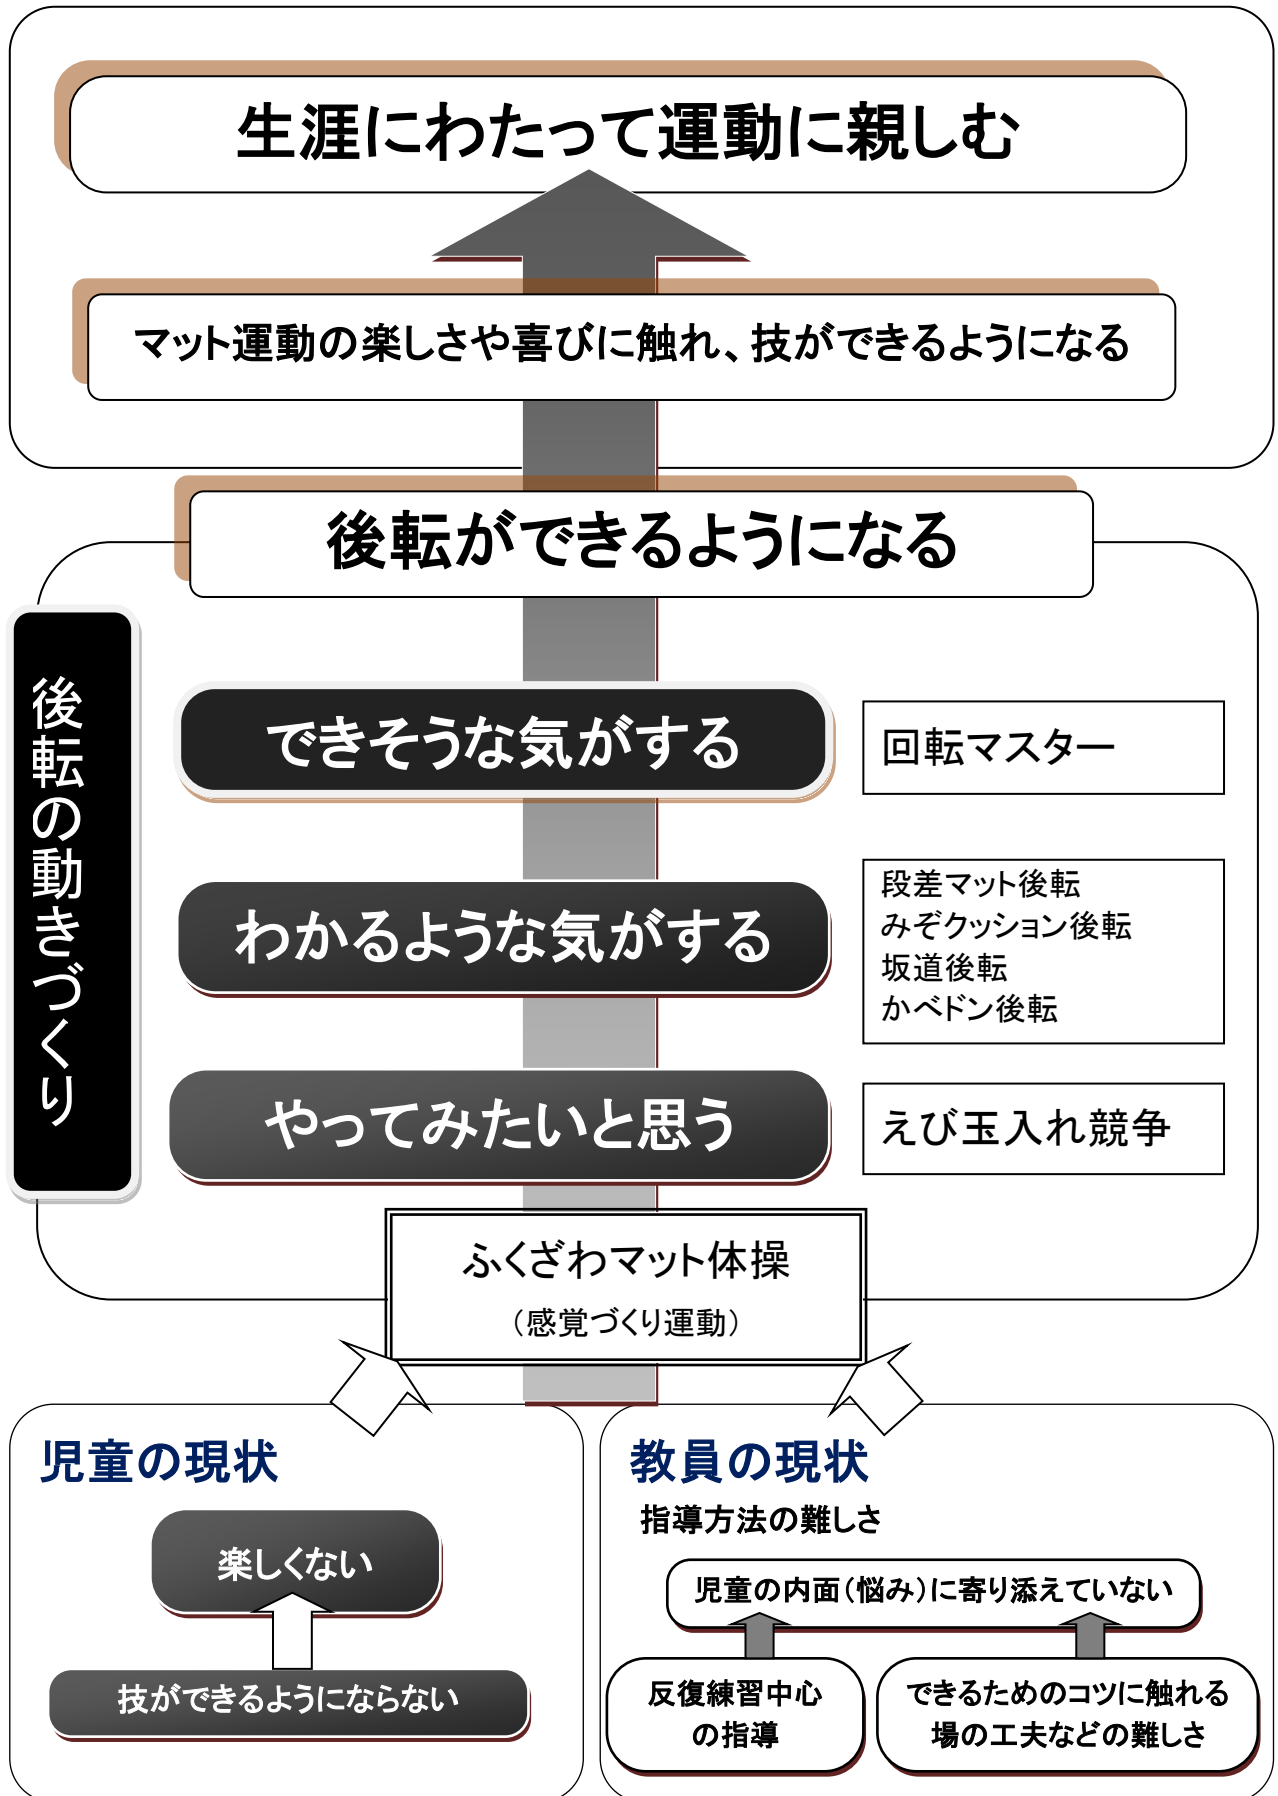 生涯にわたって運動に親しむ
マット運動の楽しさや喜びに触れ、技ができるようになる
後転ができるようになる
後転の動きづくり
できそうな気がする
回転マスター
わかるような気がする
段差マット後転
みぞクッション後転
坂道後転
かべドン後転
やってみたいと思う
えび玉入れ競争
ふくざわマット体操
（感覚づくり運動）
児童の現状
楽しくない
技ができるようにならない
教員の現状
指導方法の難しさ
児童の内面（悩み）に寄り添えていない
反復練習中心
の指導
できるためのコツに触れる
場の工夫などの難しさ